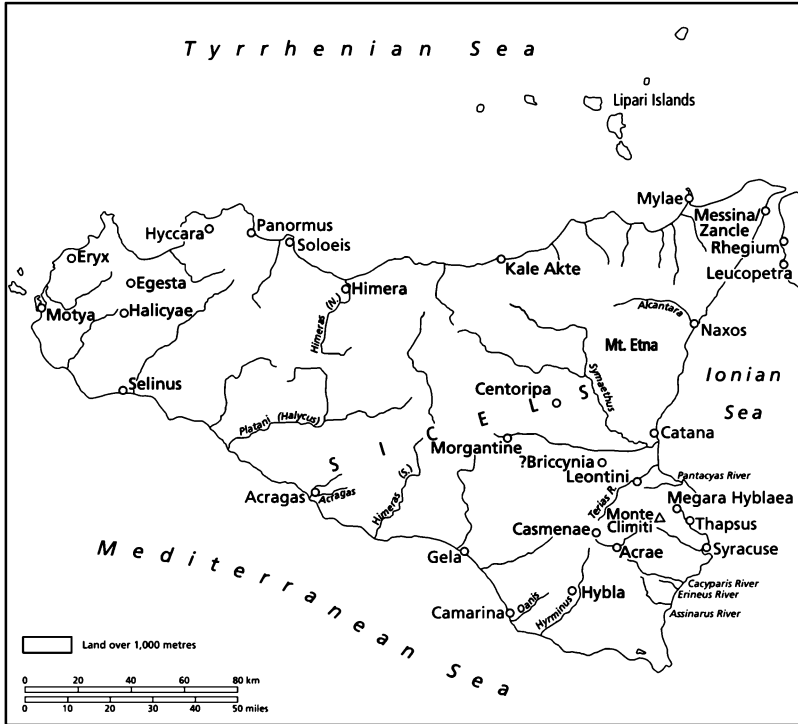 Tyrrhenian Sea
Lipari Islands
Mylae
Messina/
Zancle
Rhegium
Leucopetra
Hyccara
Panormus
Soloeis
Eryx
Egesta
Motya
Halicyae
Himera
Himeras (N.)
Kale Akte
Alcantara
Naxos
Mt. Etna
Ionian
Sea
Selinus
Centoripa
Symaethus
Platani (Halycus)
SICELS
Morgantine
Catana
?Briccynia
Leontini
Pantacyas River
Acragas
Acragas
Himeras (S.)
Terias R.
Megara Hyblaea
Monte
Climiti
Thapsus
Casmenae
Acrae
Syracuse
Gela
Mediterranean Sea
Cacyparis River
Erineus River
Assinarus River
Camarina
Oanis
Hyrminus
Hybla
Land over 1,000 metres
0 20 40 60 80 km
0 10 20 30 40 50 miles